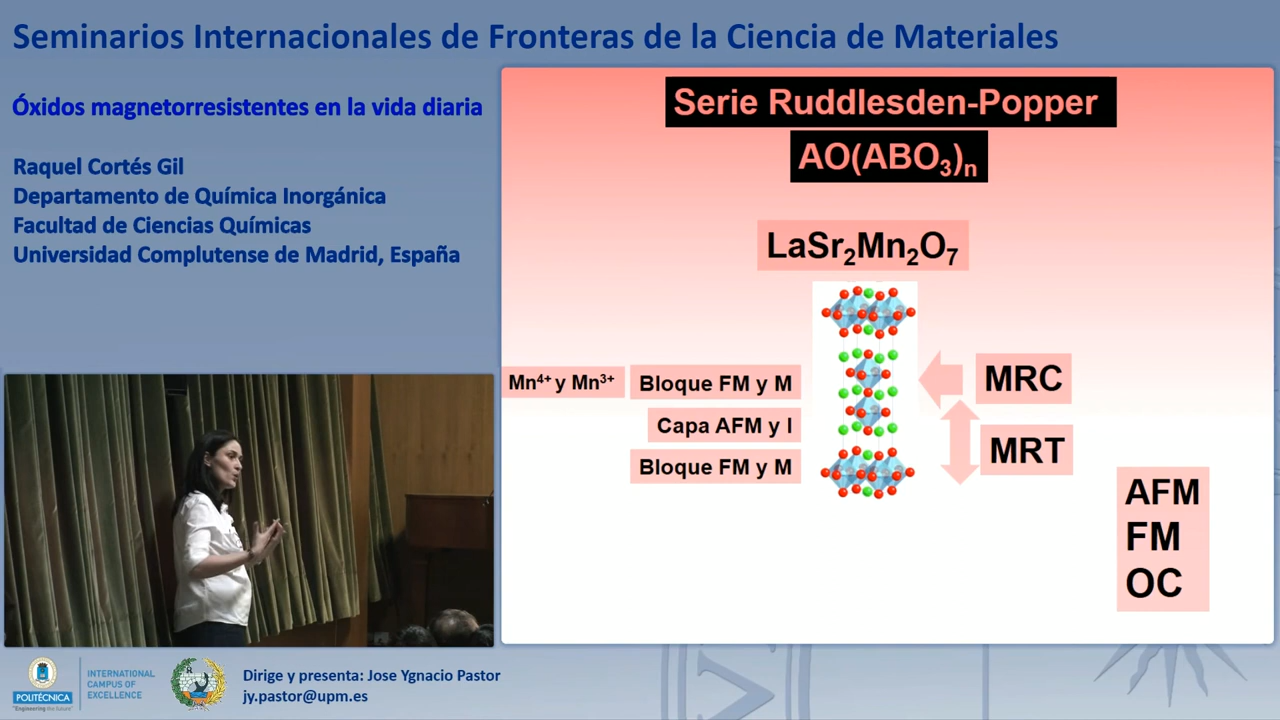 Seminarios Internacionales de Fronteras de la Ciencia de Materiales
Óxidos magnetorresistentes en la vida diaria
Raquel Cortés Gil
Departamento de Química Inorgánica
Facultad de Ciencias Químicas
Universidad Complutense de Madrid, España
Serie Ruddlesden-Popper
AO(ABO₃)ₙ
LaSr₂Mn₂O₇
Mn⁴⁺ y Mn³⁺
Bloque FM y M
Capa AFM y I
Bloque FM y M
MRC
MRT
AFM
FM
OC
POLITÉCNICA
"Engineering the future"
INTERNATIONAL
CAMPUS OF
EXCELLENCE
Dirige y presenta: Jose Ygnacio Pastor
jy.pastor@upm.es